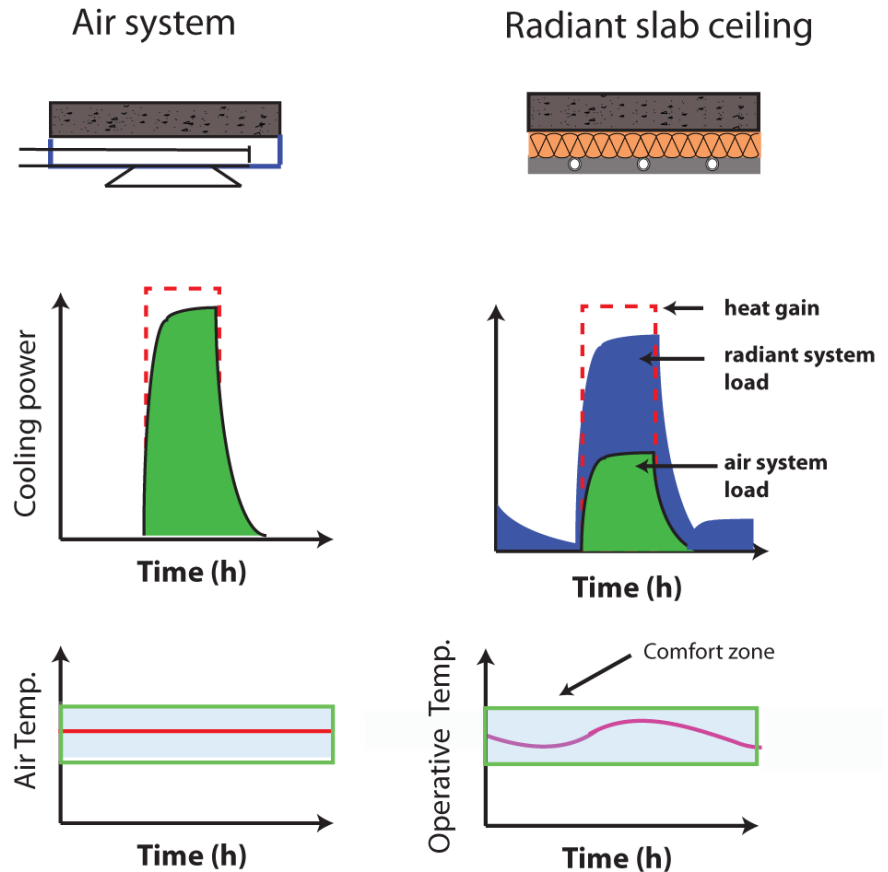 Air system
Radiant slab ceiling
Cooling power
Time (h)
heat gain
radiant system
load
air system
load
Time (h)
Air Temp.
Time (h)
Comfort zone
Operative Temp.
Time (h)